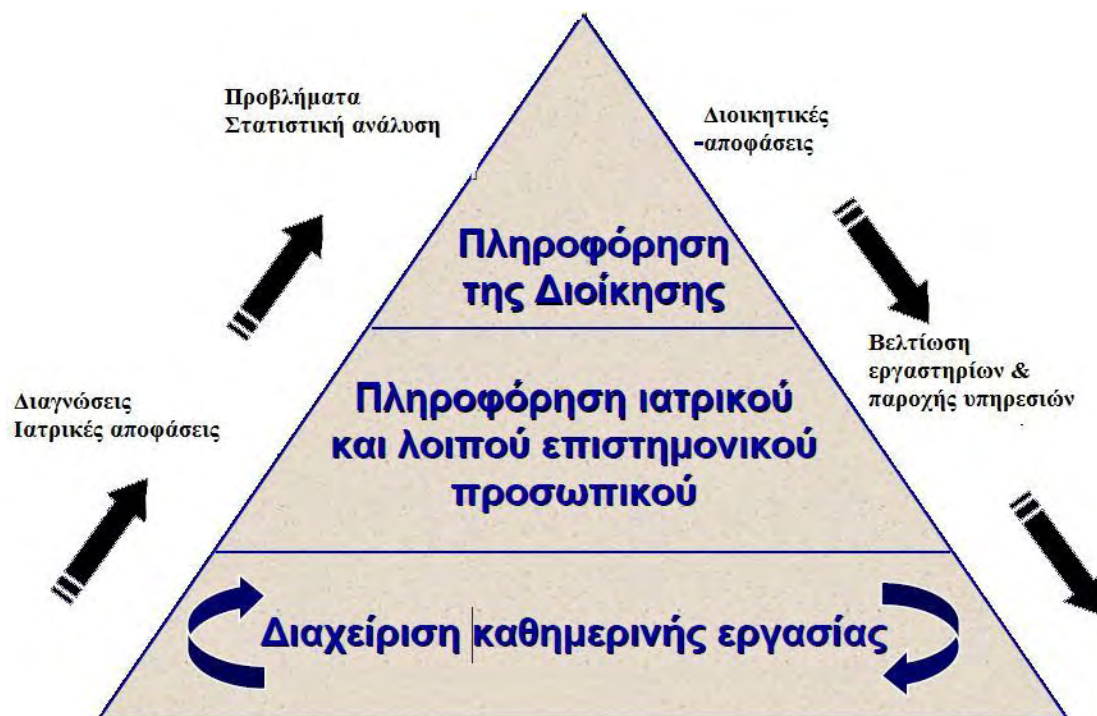 Προβλήματα
Στατιστική ανάλυση
Διοικητικές
-αποφάσεις
Πληροφόρηση
της Διοίκησης
Βελτίωση
εργαστηρίων &
παροχής υπηρεσιών
Διαγνώσεις
Ιατρικές αποφάσεις
Πληροφόρηση ιατρικού
και λοιπού επιστημονικού
προσωπικού
Διαχείριση καθημερινής εργασίας